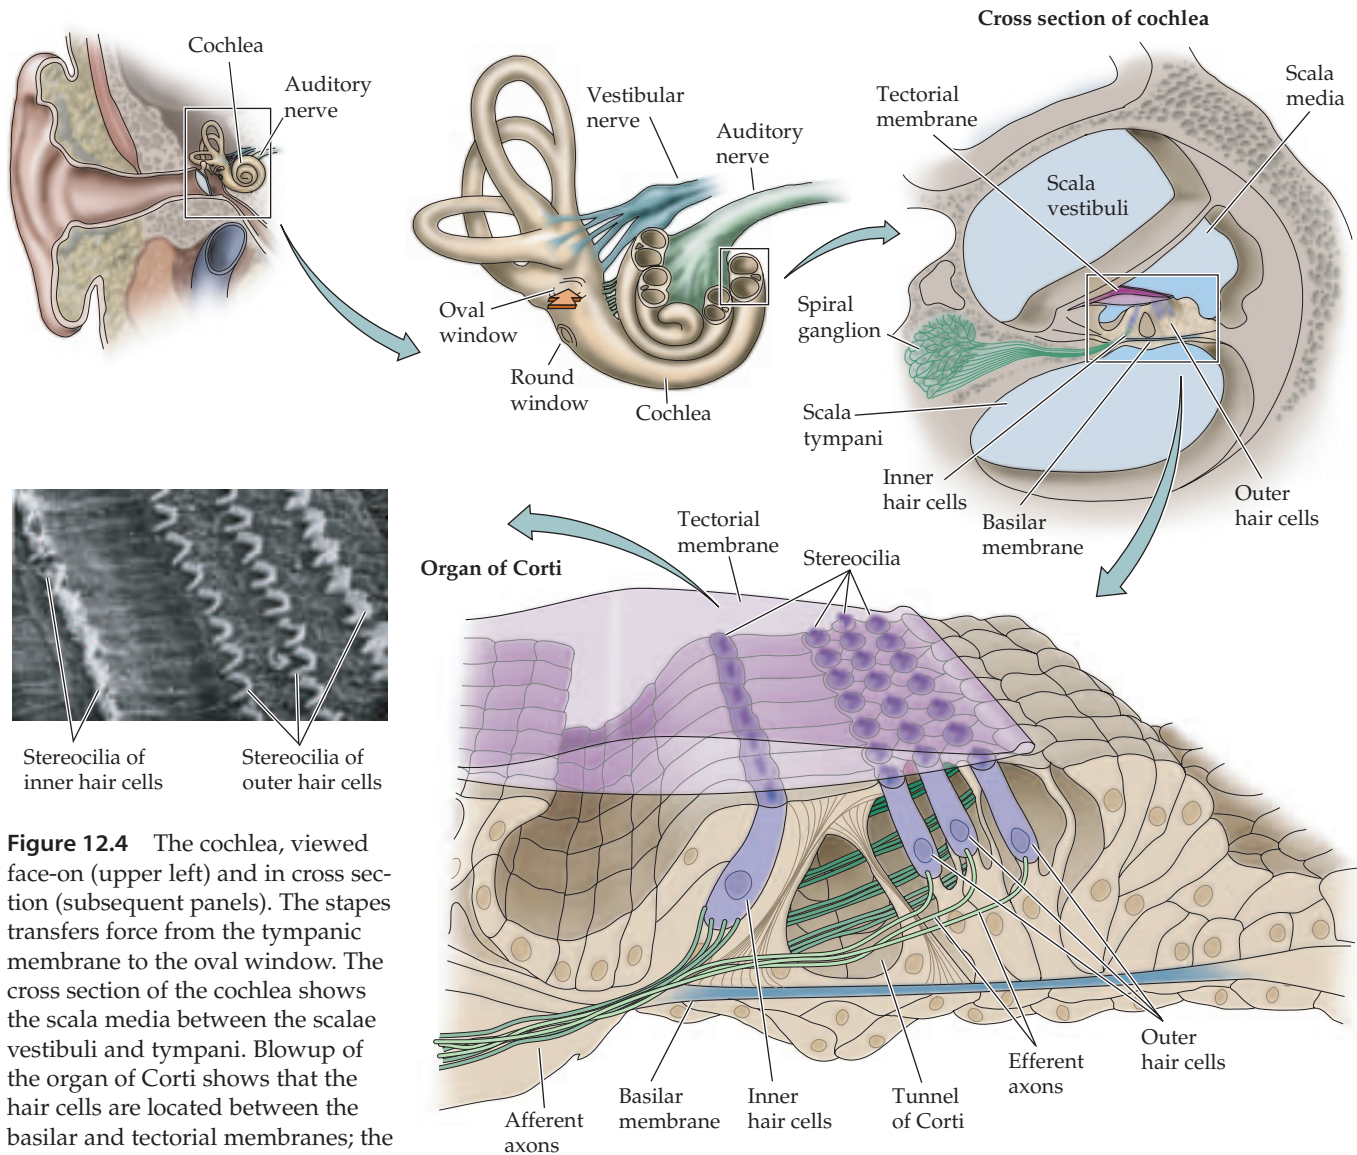 Cross section of cochlea
Cochlea
Auditory
nerve
Vestibular
nerve
Auditory
nerve
Oval
window
Round
window
Cochlea
Tectorial
membrane
Scala
media
Scala
vestibuli
Spiral
ganglion
Scala
tympani
Inner
hair cells
Basilar
membrane
Outer
hair cells
Stereocilia of
inner hair cells
Stereocilia of
outer hair cells
Organ of Corti
Tectorial
membrane
Stereocilia
Afferent
axons
Basilar
membrane
Inner
hair cells
Tunnel
of Corti
Efferent
axons
Outer
hair cells
Figure 12.4 The cochlea, viewed
face-on (upper left) and in cross sec-
tion (subsequent panels). The stapes
transfers force from the tympanic
membrane to the oval window. The
cross section of the cochlea shows
the scala media between the scalae
vestibuli and tympani. Blowup of
the organ of Corti shows that the
hair cells are located between the
basilar and tectorial membranes; the